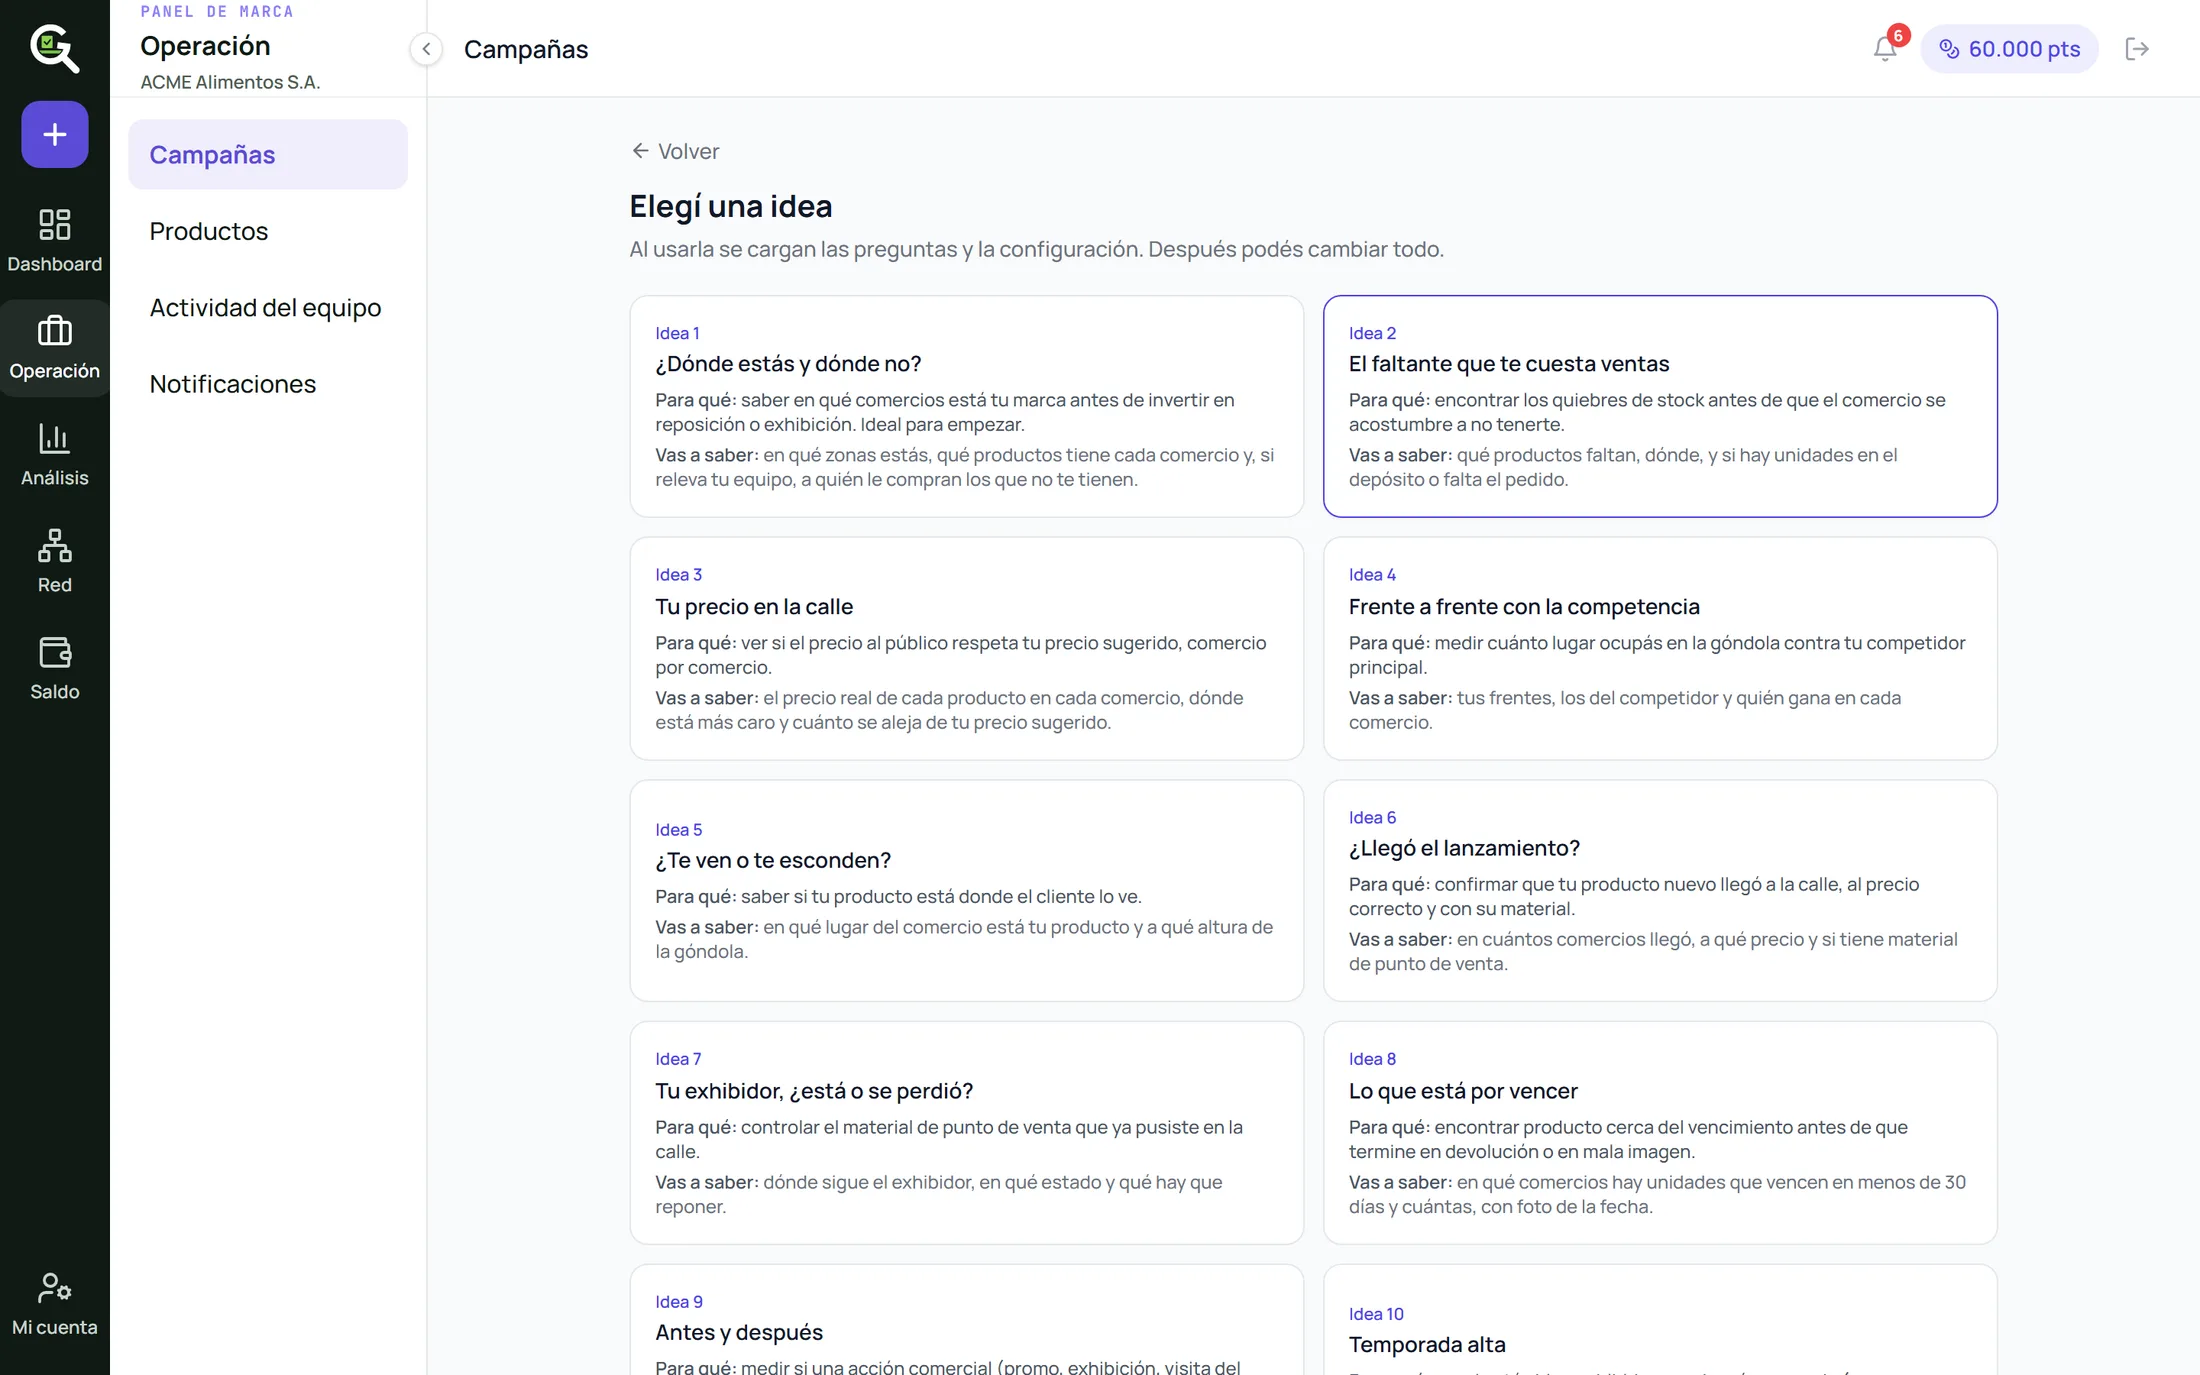 PANEL DE MARCA
Operación
ACME Alimentos S.A.
Campañas
6
60.000 pts
Dashboard
Operación
Análisis
Red
Saldo
Mi cuenta
Campañas
Productos
Actividad del equipo
Notificaciones
← Volver
Elegí una idea
Al usarla se cargan las preguntas y la configuración. Después podés cambiar todo.
Idea 1
¿Dónde estás y dónde no?
Para qué: saber en qué comercios está tu marca antes de invertir en
reposición o exhibición. Ideal para empezar.
Vas a saber: en qué zonas estás, qué productos tiene cada comercio y, si
releva tu equipo, a quién le compran los que no te tienen.
Idea 2
El faltante que te cuesta ventas
Para qué: encontrar los quiebres de stock antes de que el comercio se
acostumbre a no tenerte.
Vas a saber: qué productos faltan, dónde, y si hay unidades en el
depósito o falta el pedido.
Idea 3
Tu precio en la calle
Para qué: ver si el precio al público respeta tu precio sugerido, comercio
por comercio.
Vas a saber: el precio real de cada producto en cada comercio, dónde
está más caro y cuánto se aleja de tu precio sugerido.
Idea 4
Frente a frente con la competencia
Para qué: medir cuánto lugar ocupás en la góndola contra tu competidor
principal.
Vas a saber: tus frentes, los del competidor y quién gana en cada
comercio.
Idea 5
¿Te ven o te esconden?
Para qué: saber si tu producto está donde el cliente lo ve.
Vas a saber: en qué lugar del comercio está tu producto y a qué altura de
la góndola.
Idea 6
¿Llegó el lanzamiento?
Para qué: confirmar que tu producto nuevo llegó a la calle, al precio
correcto y con su material.
Vas a saber: en cuántos comercios llegó, a qué precio y si tiene material
de punto de venta.
Idea 7
Tu exhibidor, ¿está o se perdió?
Para qué: controlar el material de punto de venta que ya pusiste en la
calle.
Vas a saber: dónde sigue el exhibidor, en qué estado y qué hay que
reponer.
Idea 8
Lo que está por vencer
Para qué: encontrar producto cerca del vencimiento antes de que
termine en devolución o en mala imagen.
Vas a saber: en qué comercios hay unidades que vencen en menos de 30
días y cuántas, con foto de la fecha.
Idea 9
Antes y después
Para qué: medir si una acción comercial (promo, exhibición, visita del
Idea 10
Temporada alta